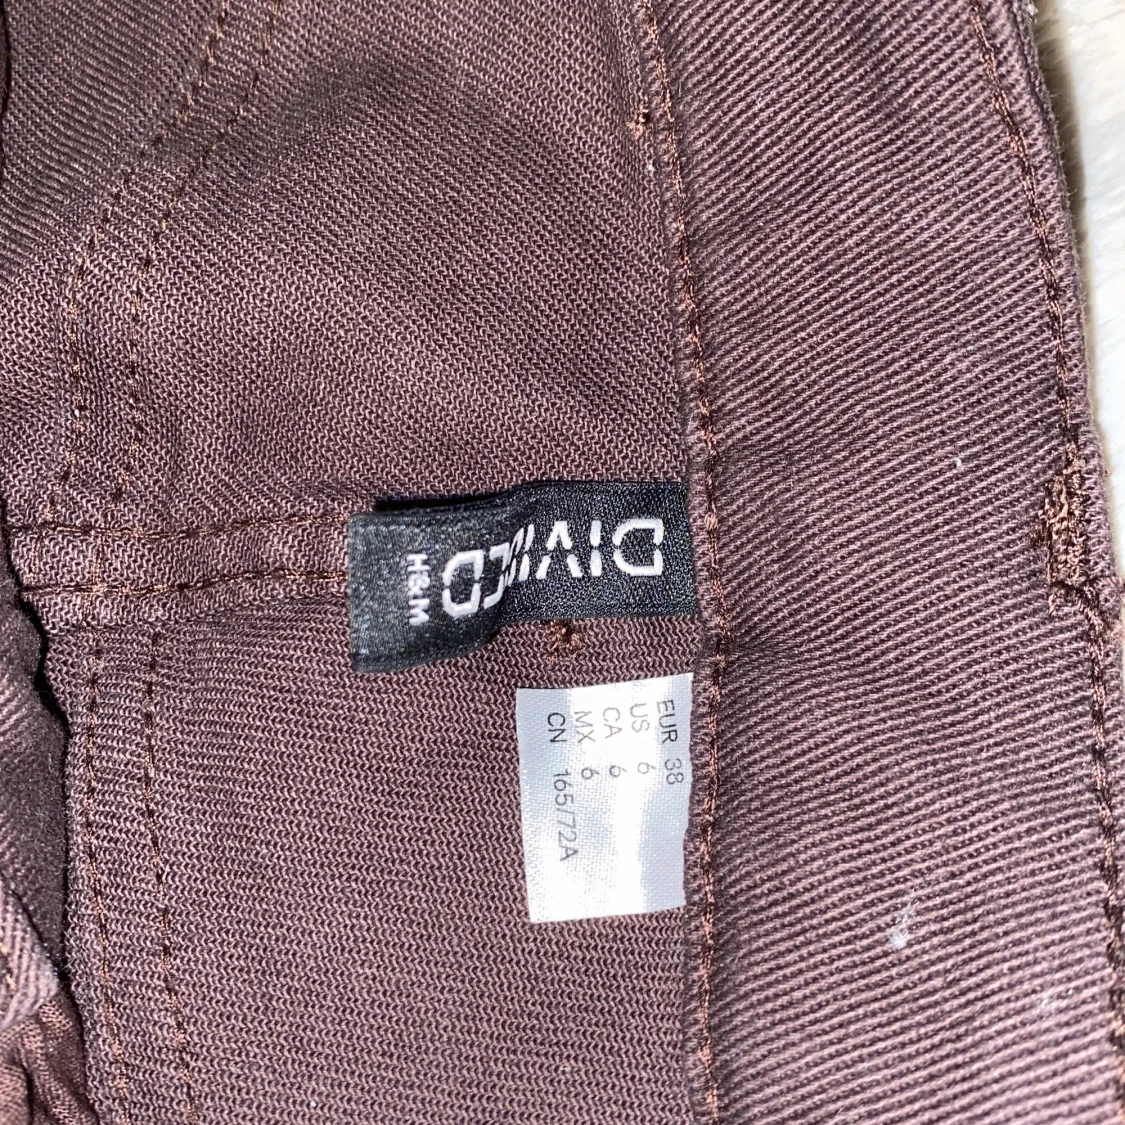 DIVIDED
H&M
EUR 38
US 6
CA 6
MX 6
CN 165/72A